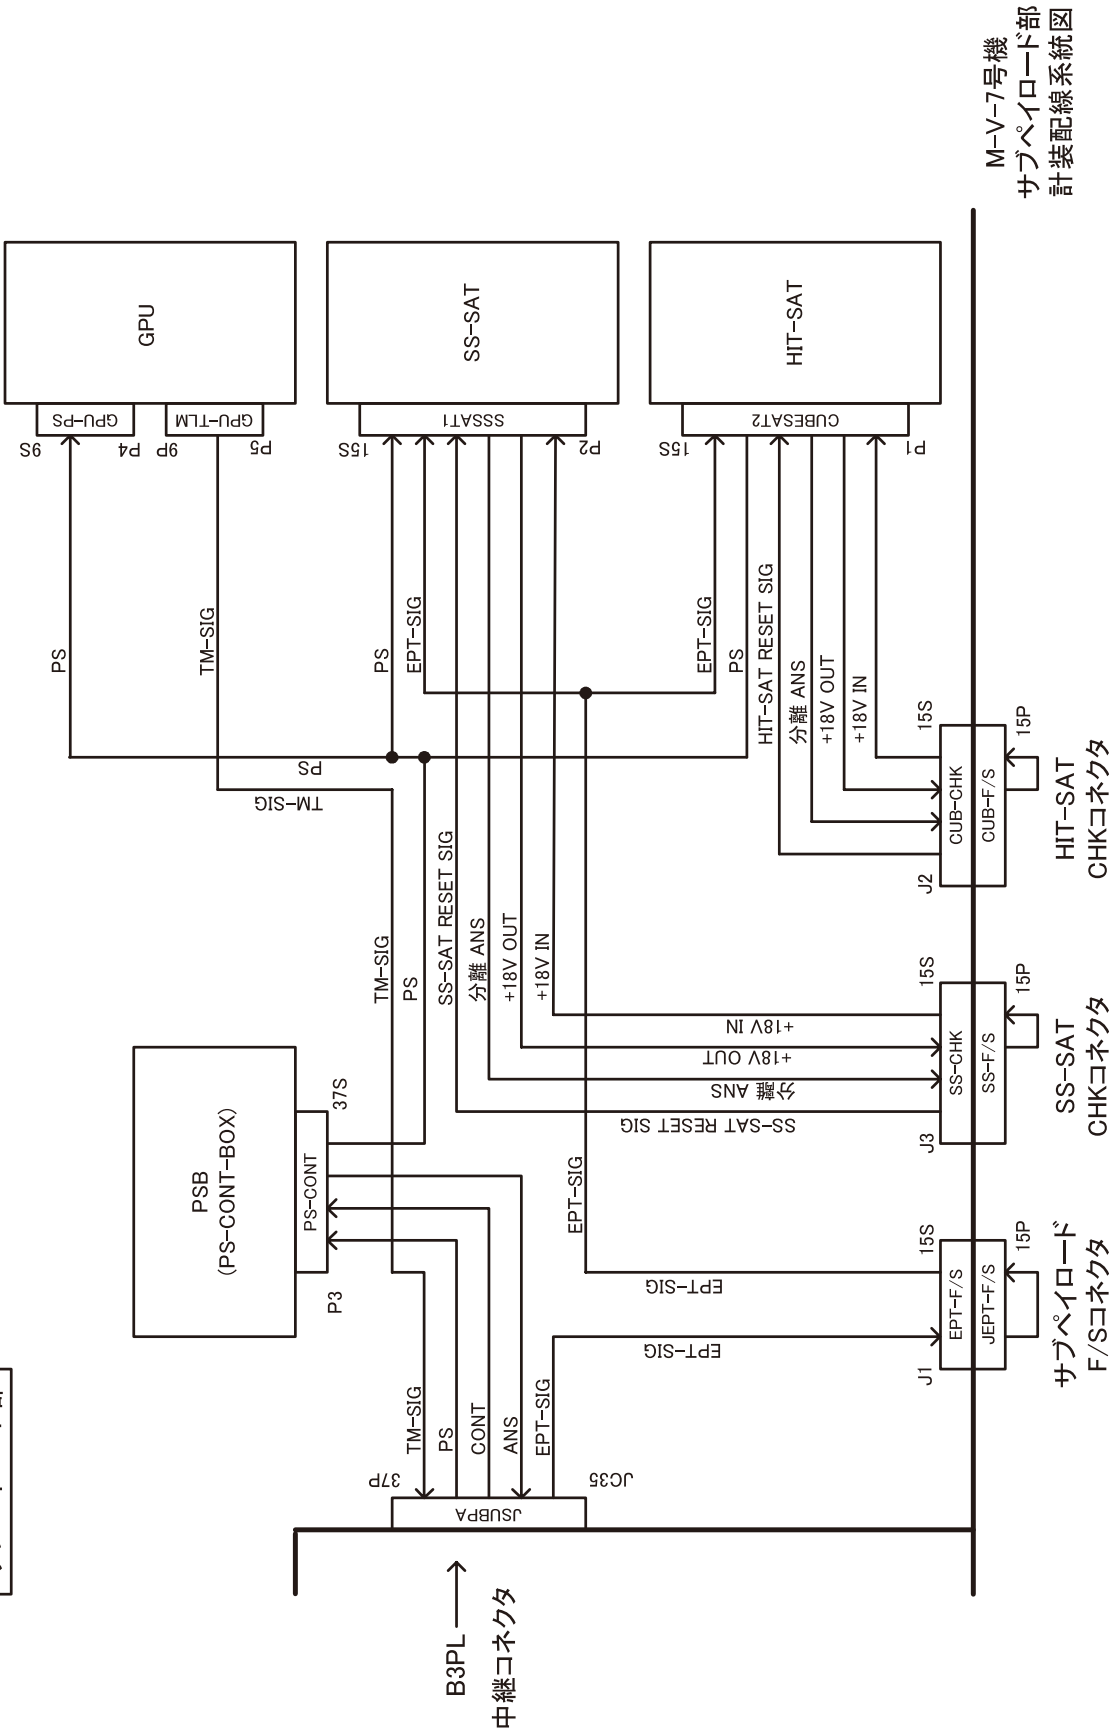 M-V-7号機
サブペイロード部
計装配線系統図
GPU
GPU-PS
GPU-TLM
9S
P4
9P
P5
SS-SAT
SSSAT1
15S
P2
HIT-SAT
CUBESAT2
15S
P1
PS
TM-SIG
PS
EPT-SIG
EPT-SIG
PS
HIT-SAT RESET SIG
分離 ANS
+18V OUT
+18V IN
PS
TM-SIG
TM-SIG
PS
SS-SAT RESET SIG
分離 ANS
+18V OUT
+18V IN
+18V IN
+18V OUT
分離 ANS
SS-SAT RESET SIG
PSB
(PS-CONT-BOX)
PS-CONT
37S
P3
EPT-SIG
EPT-SIG
EPT-SIG
TM-SIG
PS
CONT
ANS
EPT-SIG
37P
JC35
JSUBPA
B3PL
中継コネクタ
15S
CUB-CHK
CUB-F/S
15P
J2
HIT-SAT
CHKコネクタ
15S
SS-CHK
SS-F/S
15P
J3
SS-SAT
CHKコネクタ
15S
EPT-F/S
JEPT-F/S
15P
J1
サブペイロード
F/Sコネクタ